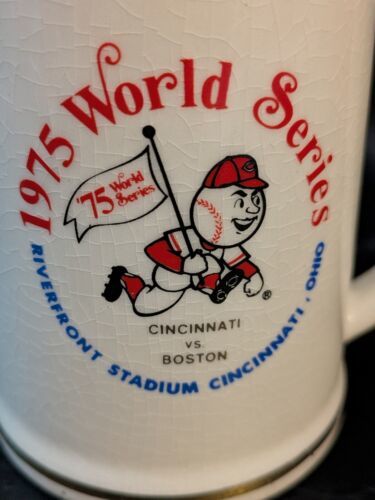 1975 World Series
'75 World
Series
C
®
CINCINNATI
VS.
BOSTON
RIVERFRONT STADIUM CINCINNATI, OHIO